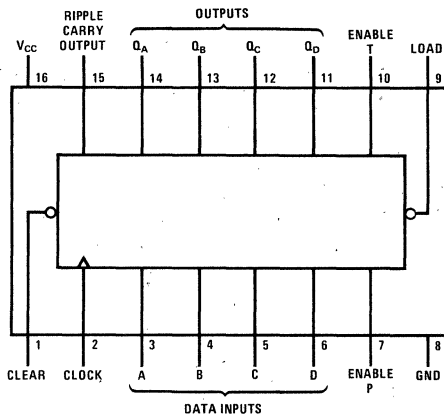 OUTPUTS
RIPPLE
CARRY
OUTPUT
ENABLE
T
VCC
QA QB QC QD
LOAD
16 15 14 13 12 11 10 9
1 2 3 4 5 6 7 8
CLEAR CLOCK A B C D ENABLE P GND
DATA INPUTS